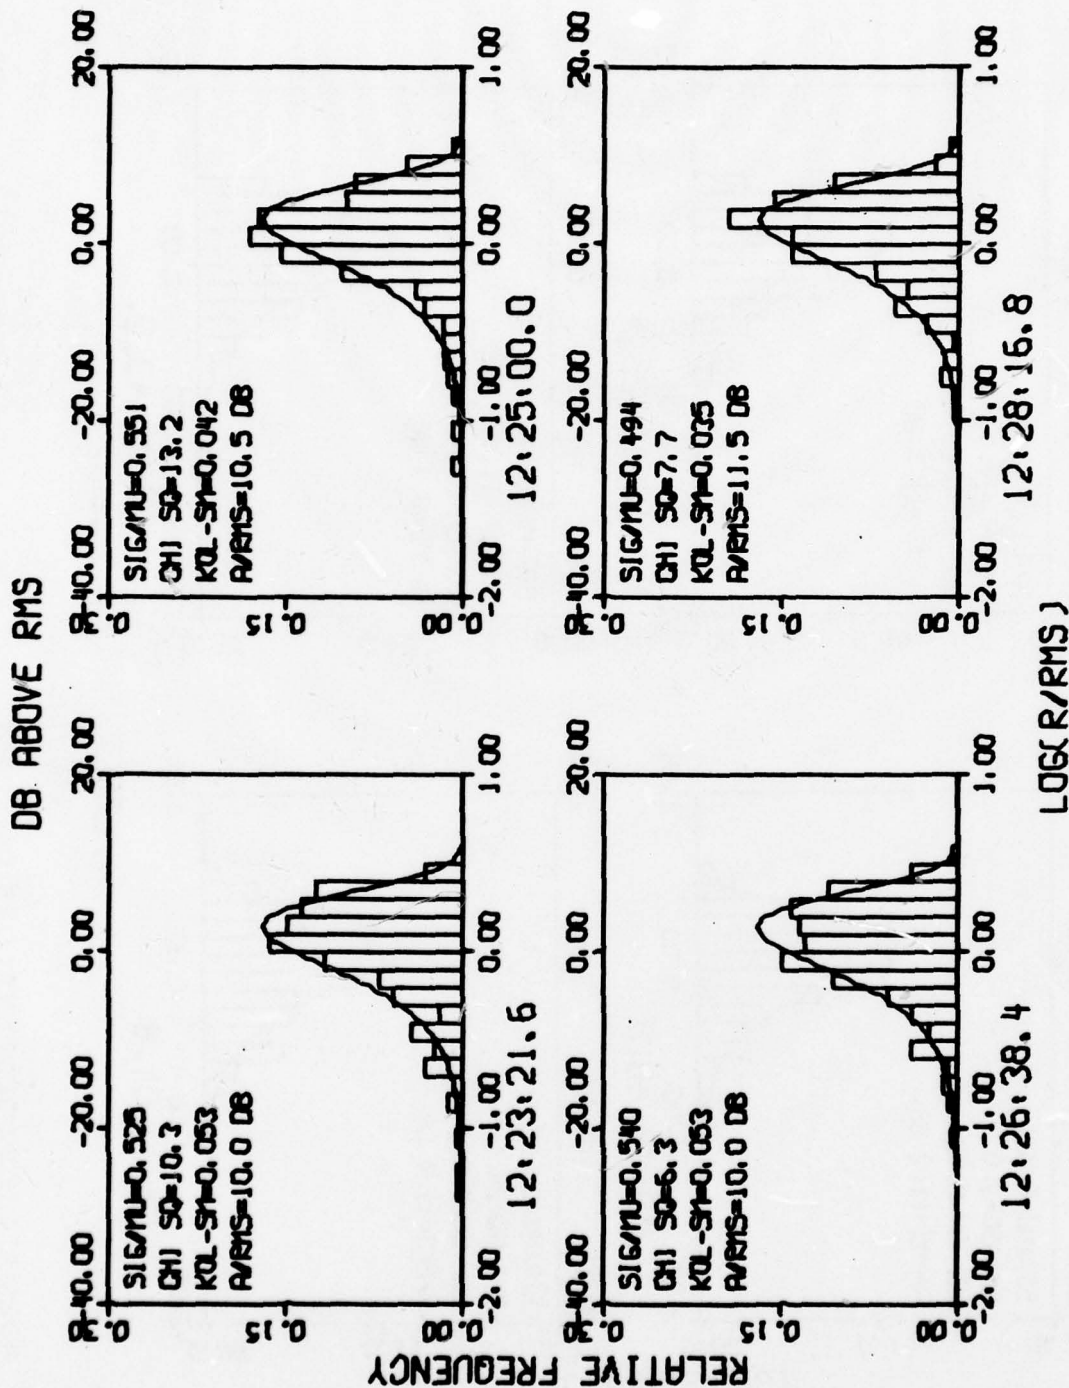 DB ABOVE RMS
-40.00 -20.00 0.00 20.00
-40.00 -20.00 0.00 20.00
0.30
0.15
0.00
SIG/MU=0.525
CHI SQ=10.3
KOL-SM=0.053
A/RMS=10.0 DB
-2.00 -1.00 0.00 1.00
12:23:21.6
0.30
0.15
0.00
SIG/MU=0.551
CHI SQ=13.2
KOL-SM=0.042
A/RMS=10.5 DB
-2.00 -1.00 0.00 1.00
12:25:00.0
RELATIVE FREQUENCY
-40.00 -20.00 0.00 20.00
-40.00 -20.00 0.00 20.00
0.30
0.15
0.00
SIG/MU=0.540
CHI SQ=6.3
KOL-SM=0.053
A/RMS=10.0 DB
-2.00 -1.00 0.00 1.00
12:26:38.4
0.30
0.15
0.00
SIG/MU=0.494
CHI SQ=7.7
KOL-SM=0.035
A/RMS=11.5 DB
-2.00 -1.00 0.00 1.00
12:28:16.8
LOG(R/RMS)